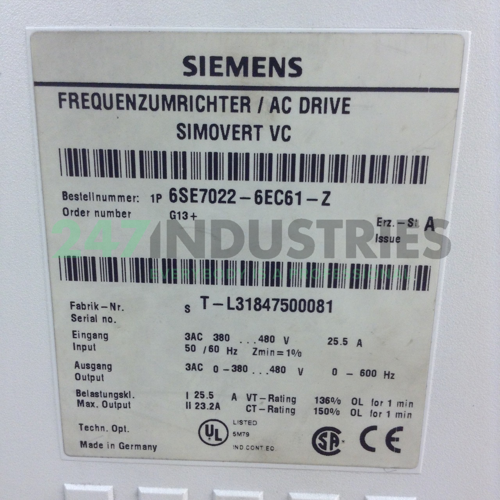 SIEMENS
FREQUENZUMRICHTER / AC DRIVE
SIMOVERT VC
Bestellnummer: 1P 6SE7022-6EC61-Z
Order number G13+
Erz.-St A
Issue
247INDUSTRIES
Fabrik-Nr. S T-L31847500081
Serial no.
Eingang 3AC 380 ...480 V 25.5 A
Input 50/60 Hz Zmin=1%
Ausgang 3AC 0-380...480 V 0-600 Hz
Output
Belastungskl. I 25.5 A VT-Rating 136% OL for 1 min
Max. Output II 23.2A CT-Rating 150% OL for 1 min
Techn. Opt.
Made in Germany
UL LISTED
5M79
IND.CONT.EQ.
SA CE